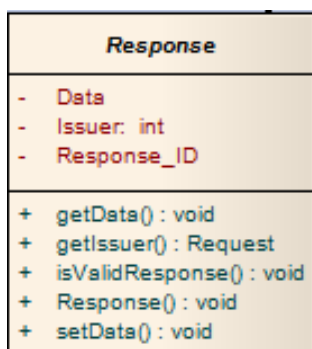 Response
- Data
- Issuer: int
- Response_ID
+ getData() : void
+ getIssuer() : Request
+ isValidResponse() : void
+ Response() : void
+ setData() : void